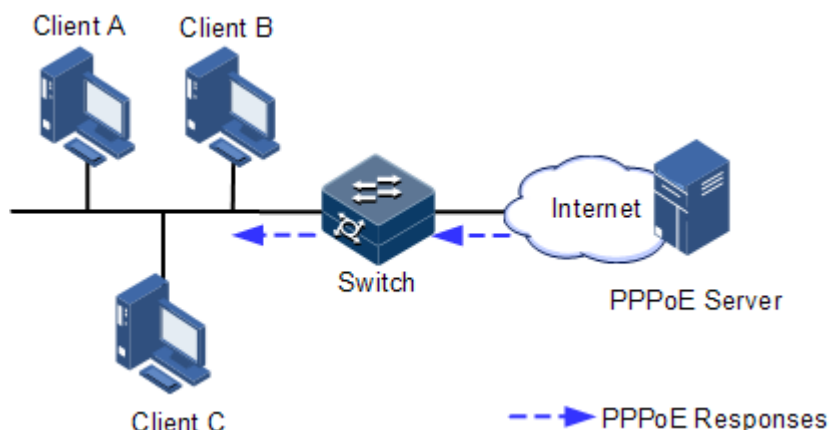 Client A
Client B
Internet
Switch
PPPoE Server
Client C
PPPoE Responses